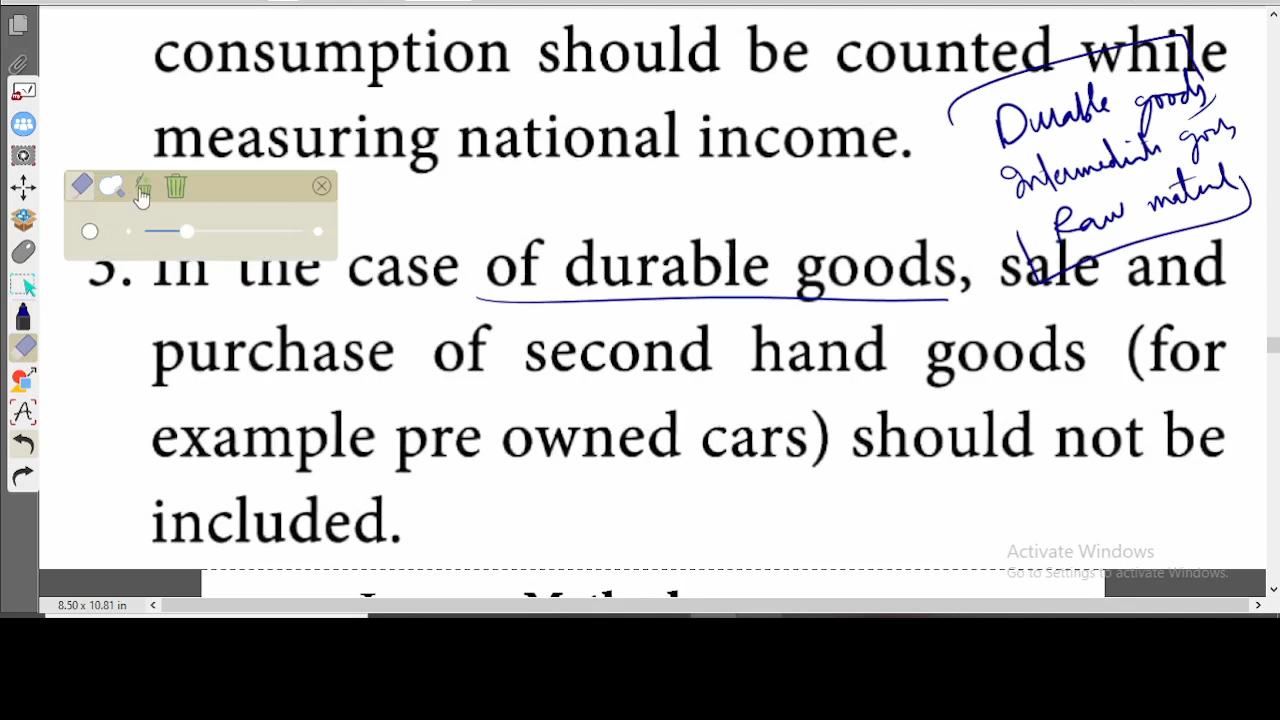 consumption should be counted while
measuring national income.
Durable goods
Intermediate goods
Raw material
3. In the case of durable goods, sale and
purchase of second hand goods (for
example pre owned cars) should not be
included.
Activate Windows
Go to Settings to activate Windows.
8.50 x 10.81 in